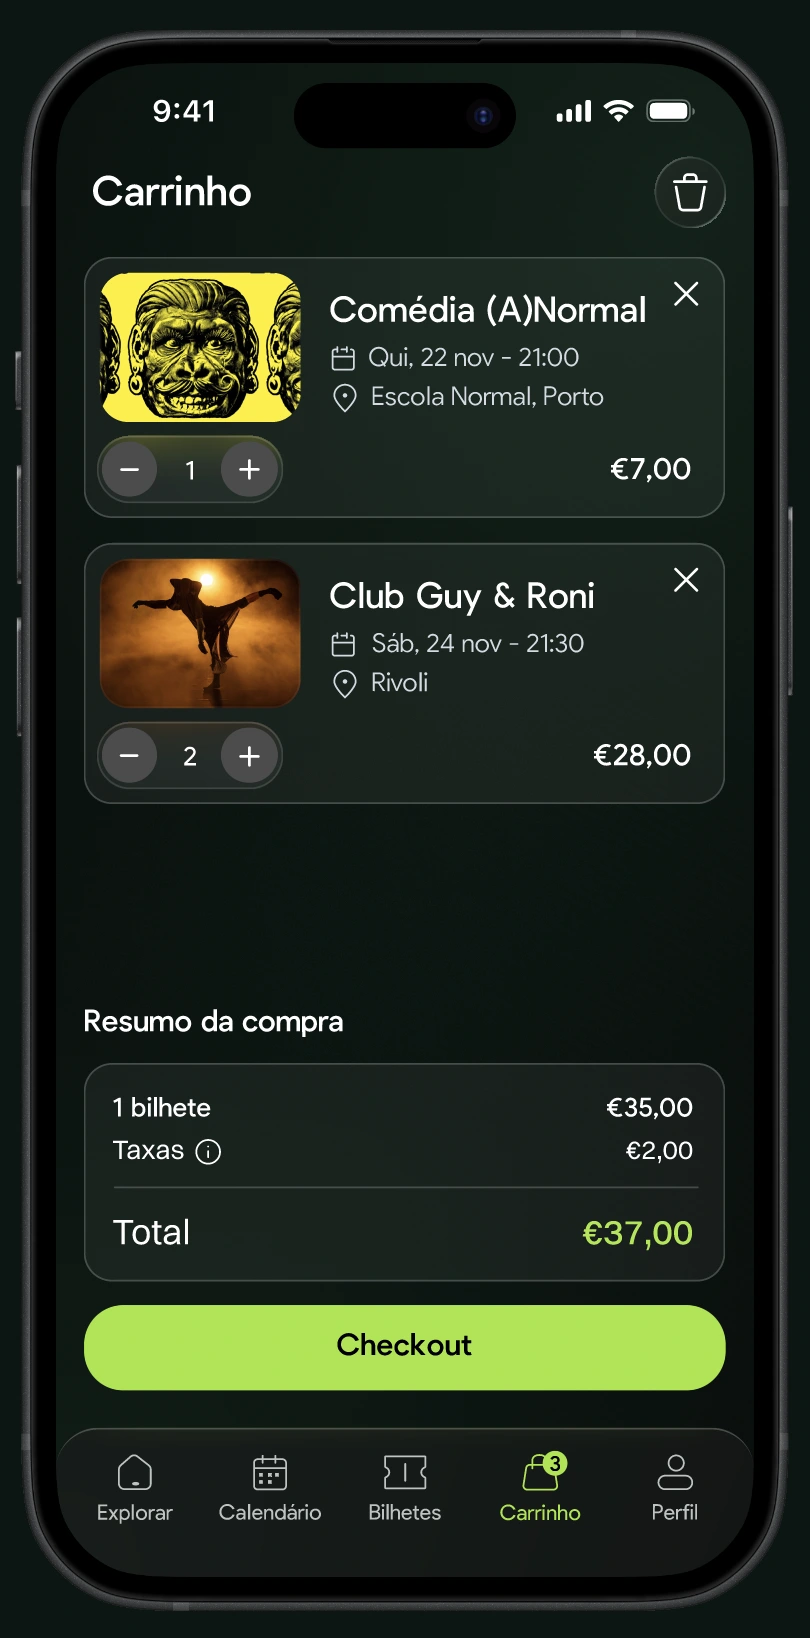 9:41
Carrinho
Comédia (A)Normal
Qui, 22 nov - 21:00
Escola Normal, Porto
1
€7,00
Club Guy & Roni
Sáb, 24 nov - 21:30
Rivoli
2
€28,00
Resumo da compra
1 bilhete €35,00
Taxas €2,00
Total €37,00
Checkout
3
Explorar Calendário Bilhetes Carrinho Perfil